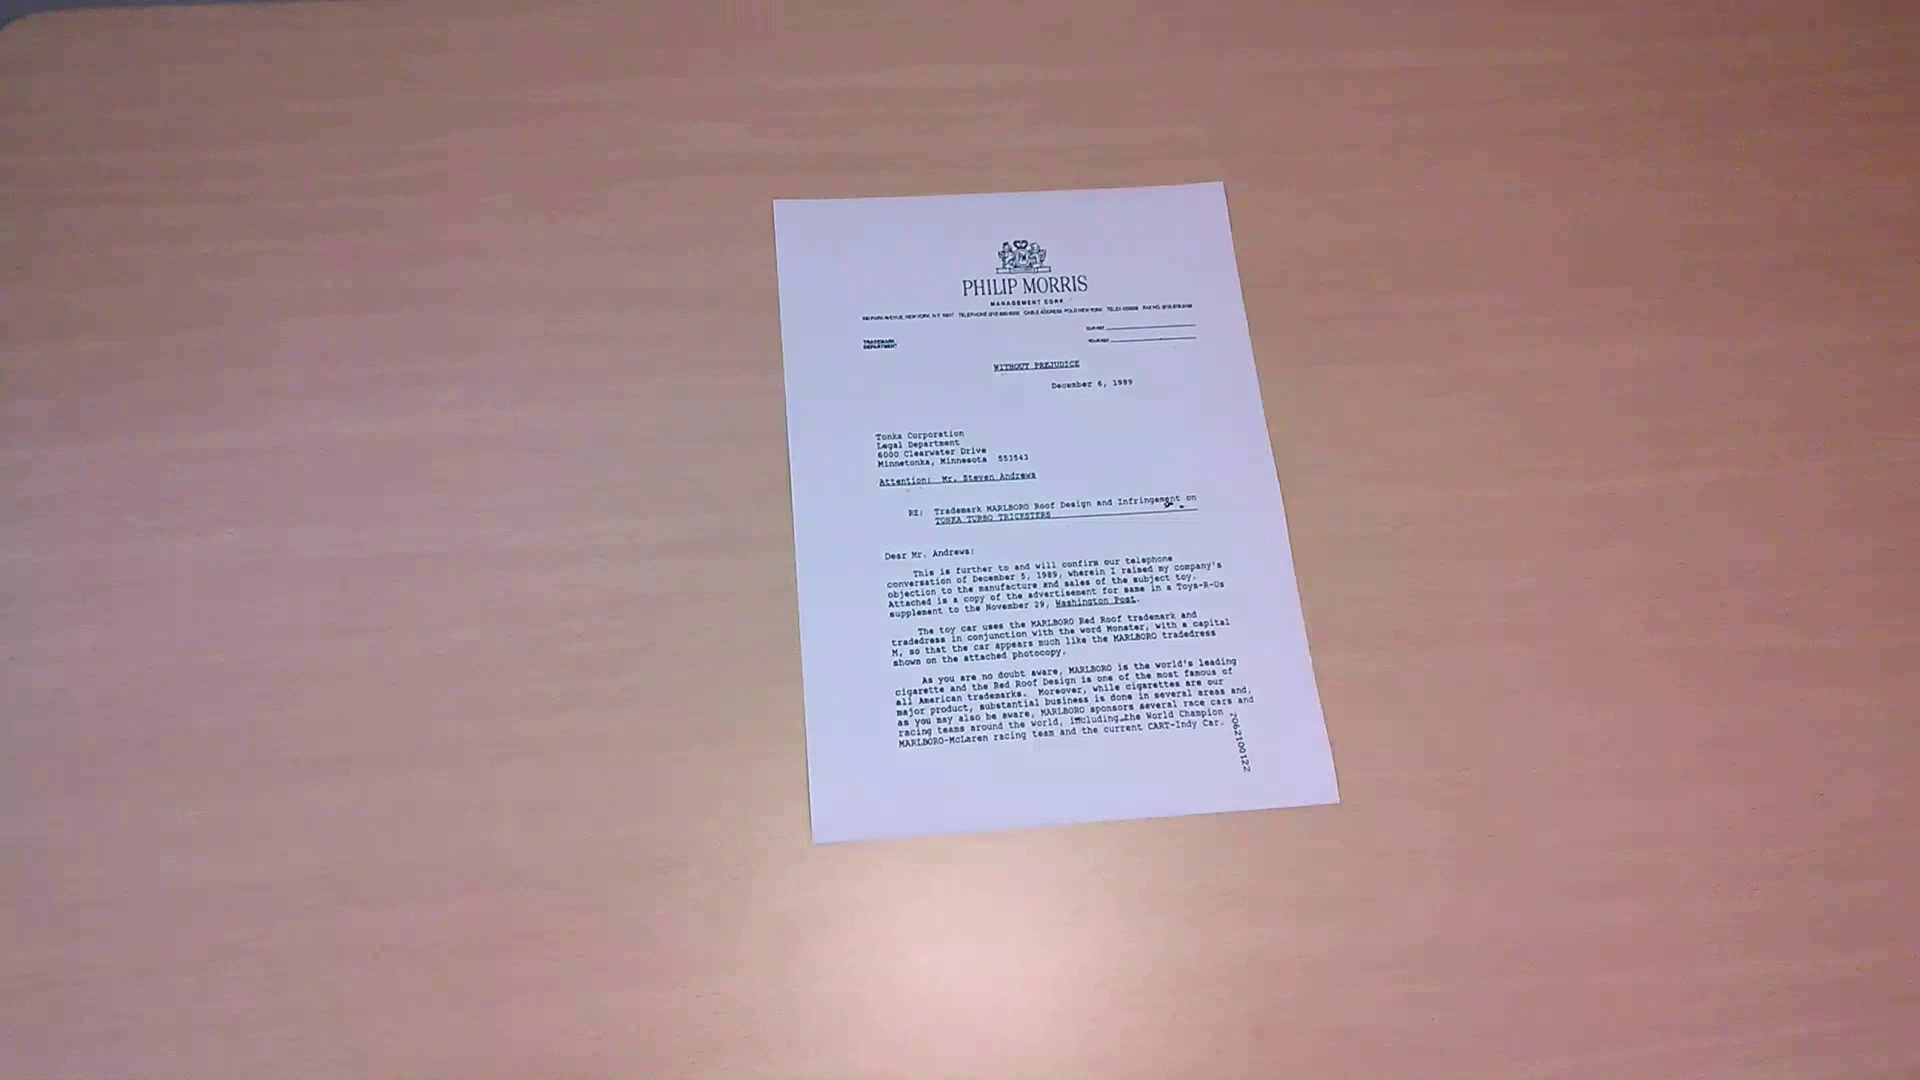 PHILIP MORRIS
MANAGEMENT CORP.
PARK AVENUE, NEW YORK, N.Y. 10017 TELEPHONE CABLE ADDRESS: POLD NEW YORK TELEX FAX NO.
OUR REF.
TRADEMARK
DEPARTMENT
YOUR REF.
WITHOUT PREJUDICE
December 6, 1989
Tonka Corporation
Legal Department
6000 Clearwater Drive
Minnetonka, Minnesota 553543
Attention: Mr. Steven Andrews
RE: Trademark MARLBORO Roof Design and Infringement on
TONKA TURBO TRICKSTERS
Dear Mr. Andrews:
This is further to and will confirm our telephone
conversation of December 5, 1989, wherein I raised my company's
objection to the manufacture and sales of the subject toy.
Attached is a copy of the advertisement for same in a Toys-R-Us
supplement to the November 29, Washington Post.
The toy car uses the MARLBORO Red Roof trademark and
tradedress in conjunction with the word Monster, with a capital
M, so that the car appears much like the MARLBORO tradedress
shown on the attached photocopy.
As you are no doubt aware, MARLBORO is the world's leading
cigarette and the Red Roof Design is one of the most famous of
all American trademarks. Moreover, while cigarettes are our
major product, substantial business is done in several areas and,
as you may also be aware, MARLBORO sponsors several race cars and
racing teams around the world, including the World Champion
MARLBORO-McLaren racing team and the current CART-Indy Car.
2062100122